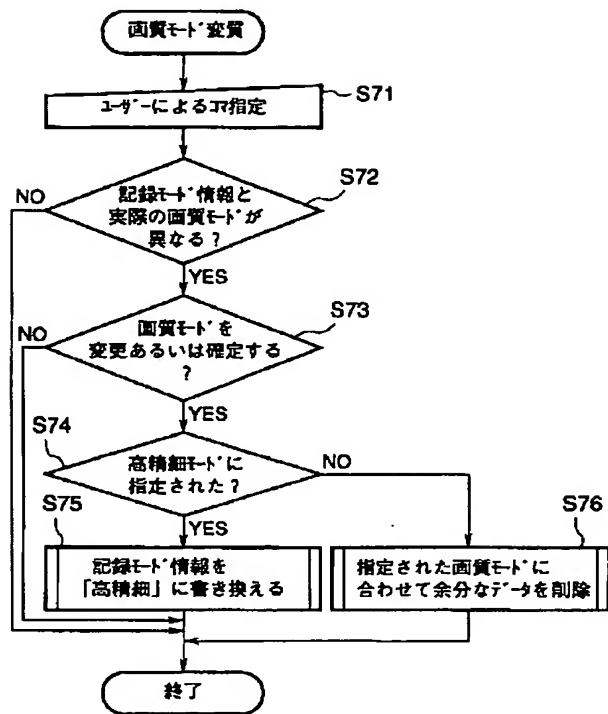 画質モード変質
ユーザーによるコマ指定
S71
記録モード情報と
実際の画質モードが
異なる?
S72
NO
YES
画質モードを
変更あるいは確定する
?
S73
NO
YES
S74
高精細モードに
指定された?
NO
YES
S75
記録モード情報を
「高精細」に書き換える
S76
指定された画質モードに
合わせて余分なデータを削除
終了